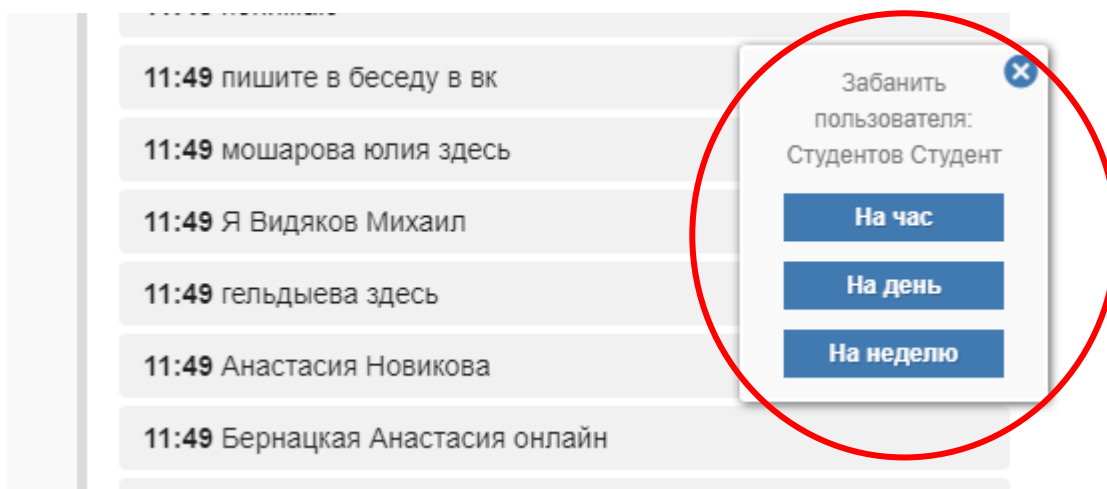 11:49 пишите в беседу в вк
11:49 мошарова юлия здесь
11:49 Я Видяков Михаил
11:49 гельдыева здесь
11:49 Анастасия Новикова
11:49 Бернацкая Анастасия онлайн
Забанить
пользователя:
Студентов Студент
На час
На день
На неделю